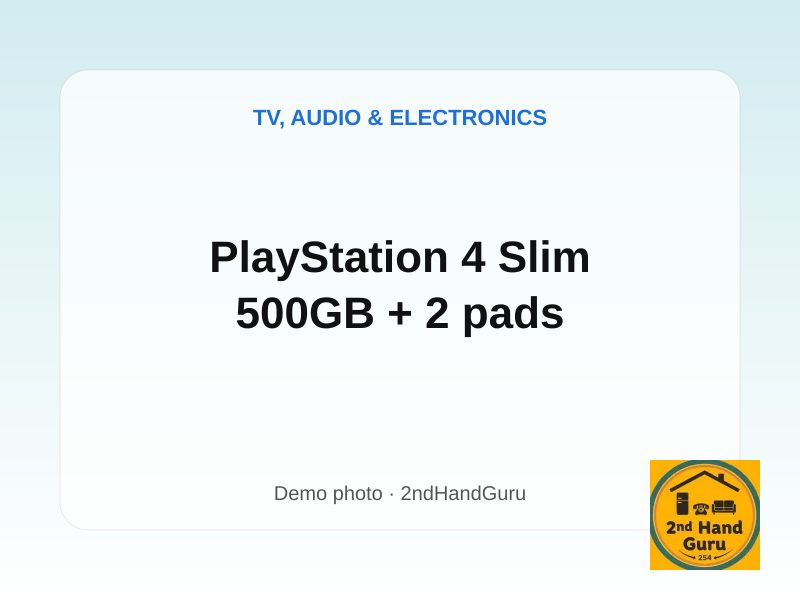 TV, AUDIO & ELECTRONICS
PlayStation 4 Slim
500GB + 2 pads
Demo photo · 2ndHandGuru
2nd Hand
Guru
254